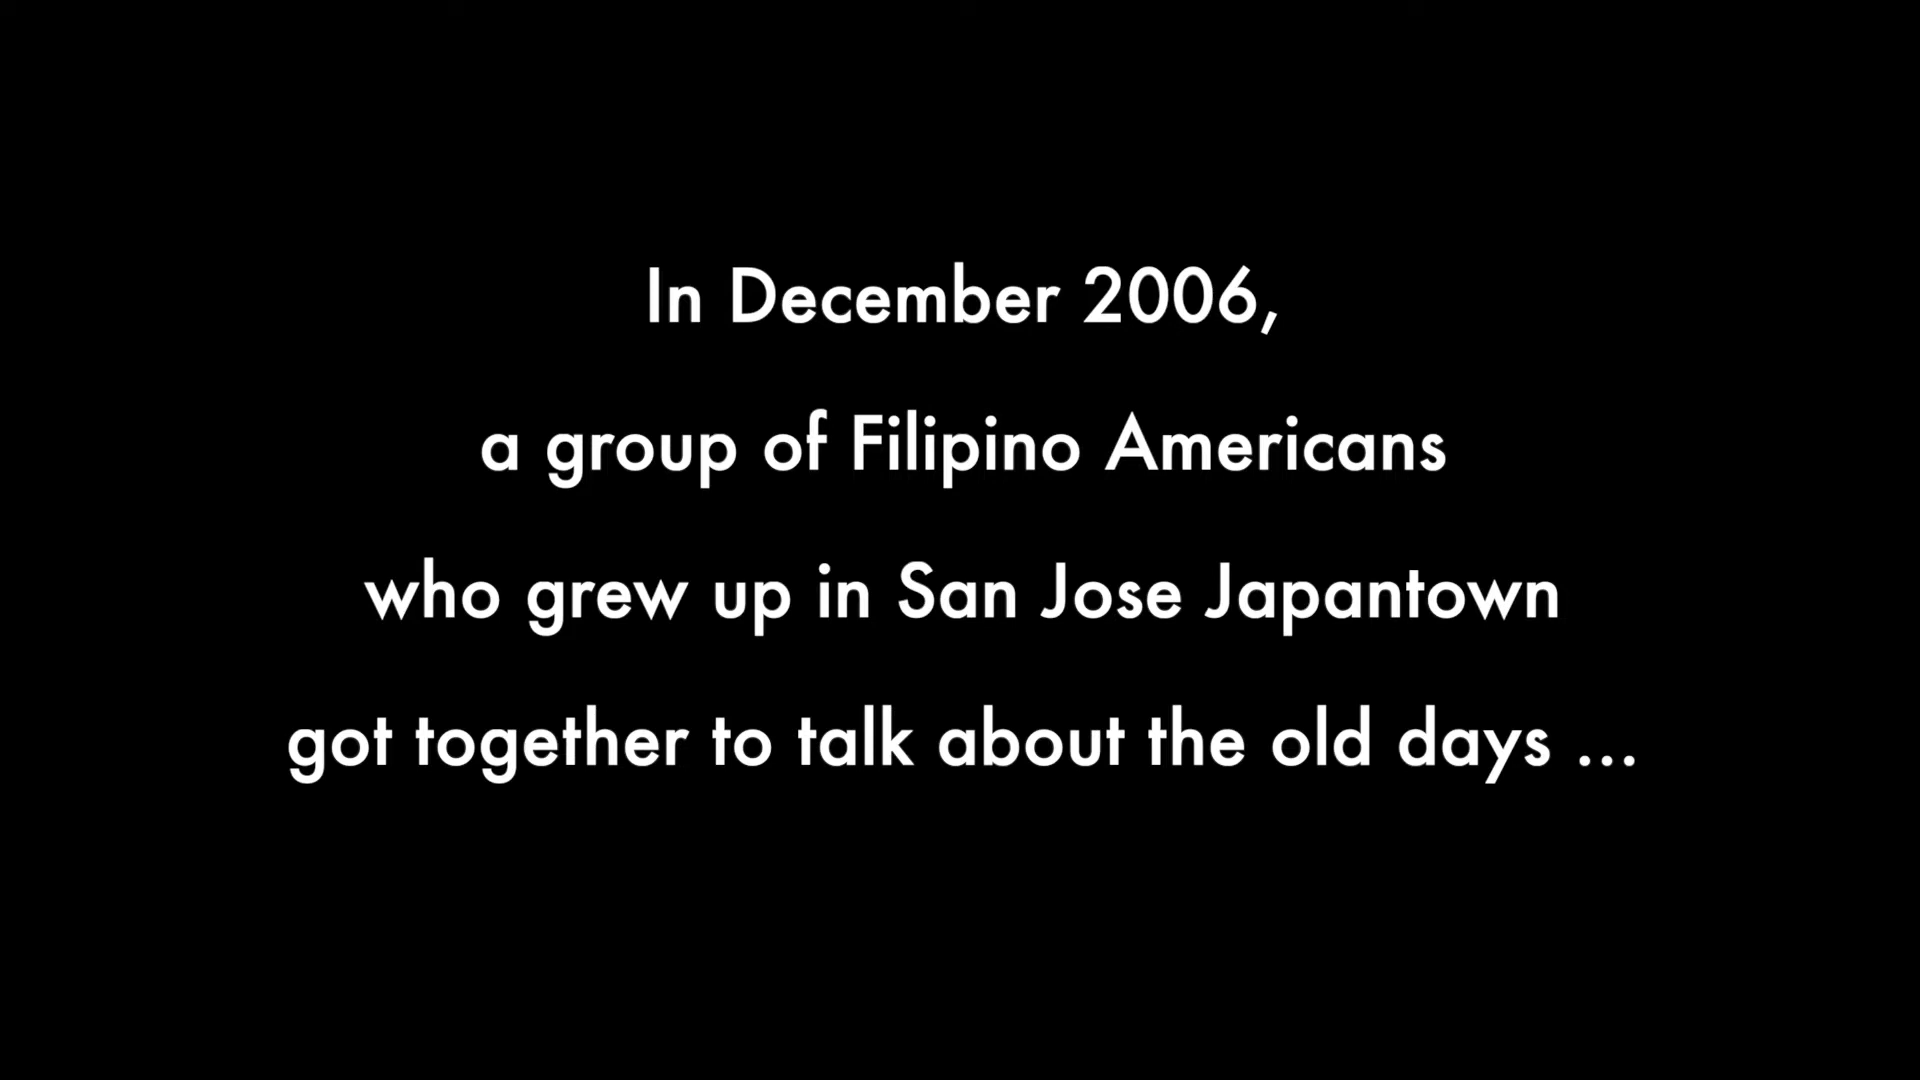 In December 2006,
a group of Filipino Americans
who grew up in San Jose Japantown
got together to talk about the old days ...